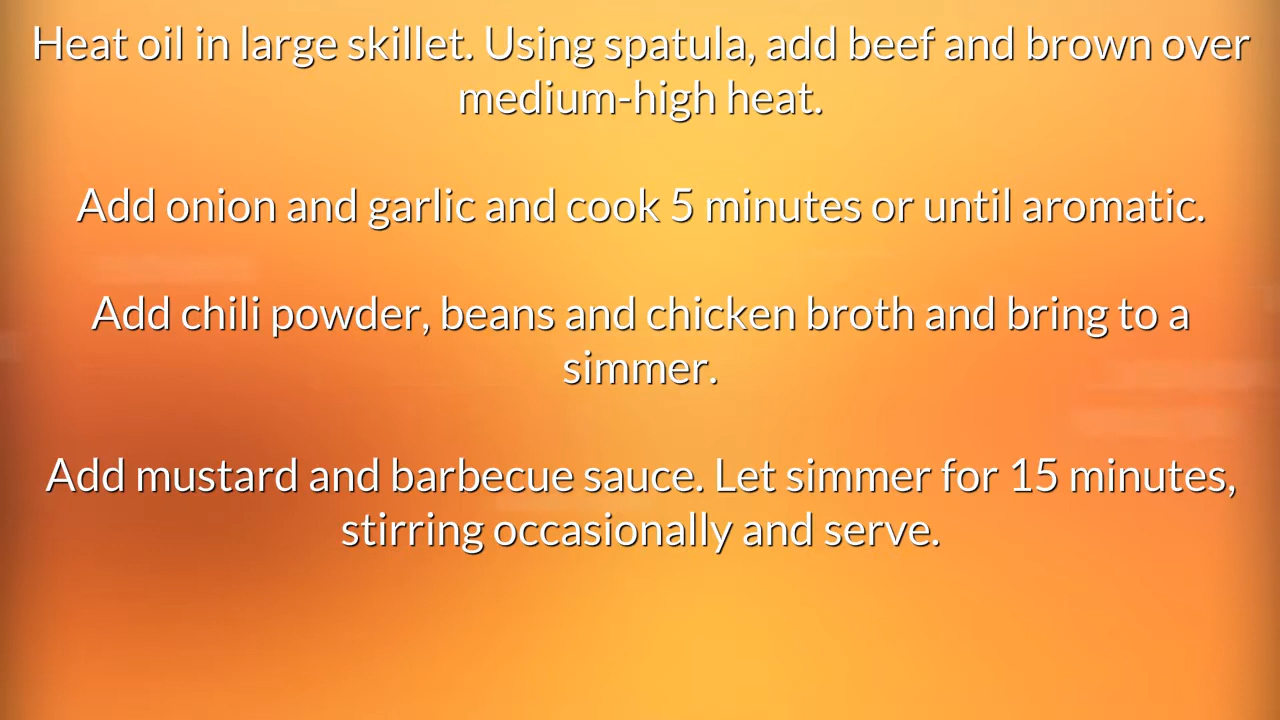 Heat oil in large skillet. Using spatula, add beef and brown over
medium-high heat.
Add onion and garlic and cook 5 minutes or until aromatic.
Add chili powder, beans and chicken broth and bring to a
simmer.
Add mustard and barbecue sauce. Let simmer for 15 minutes,
stirring occasionally and serve.